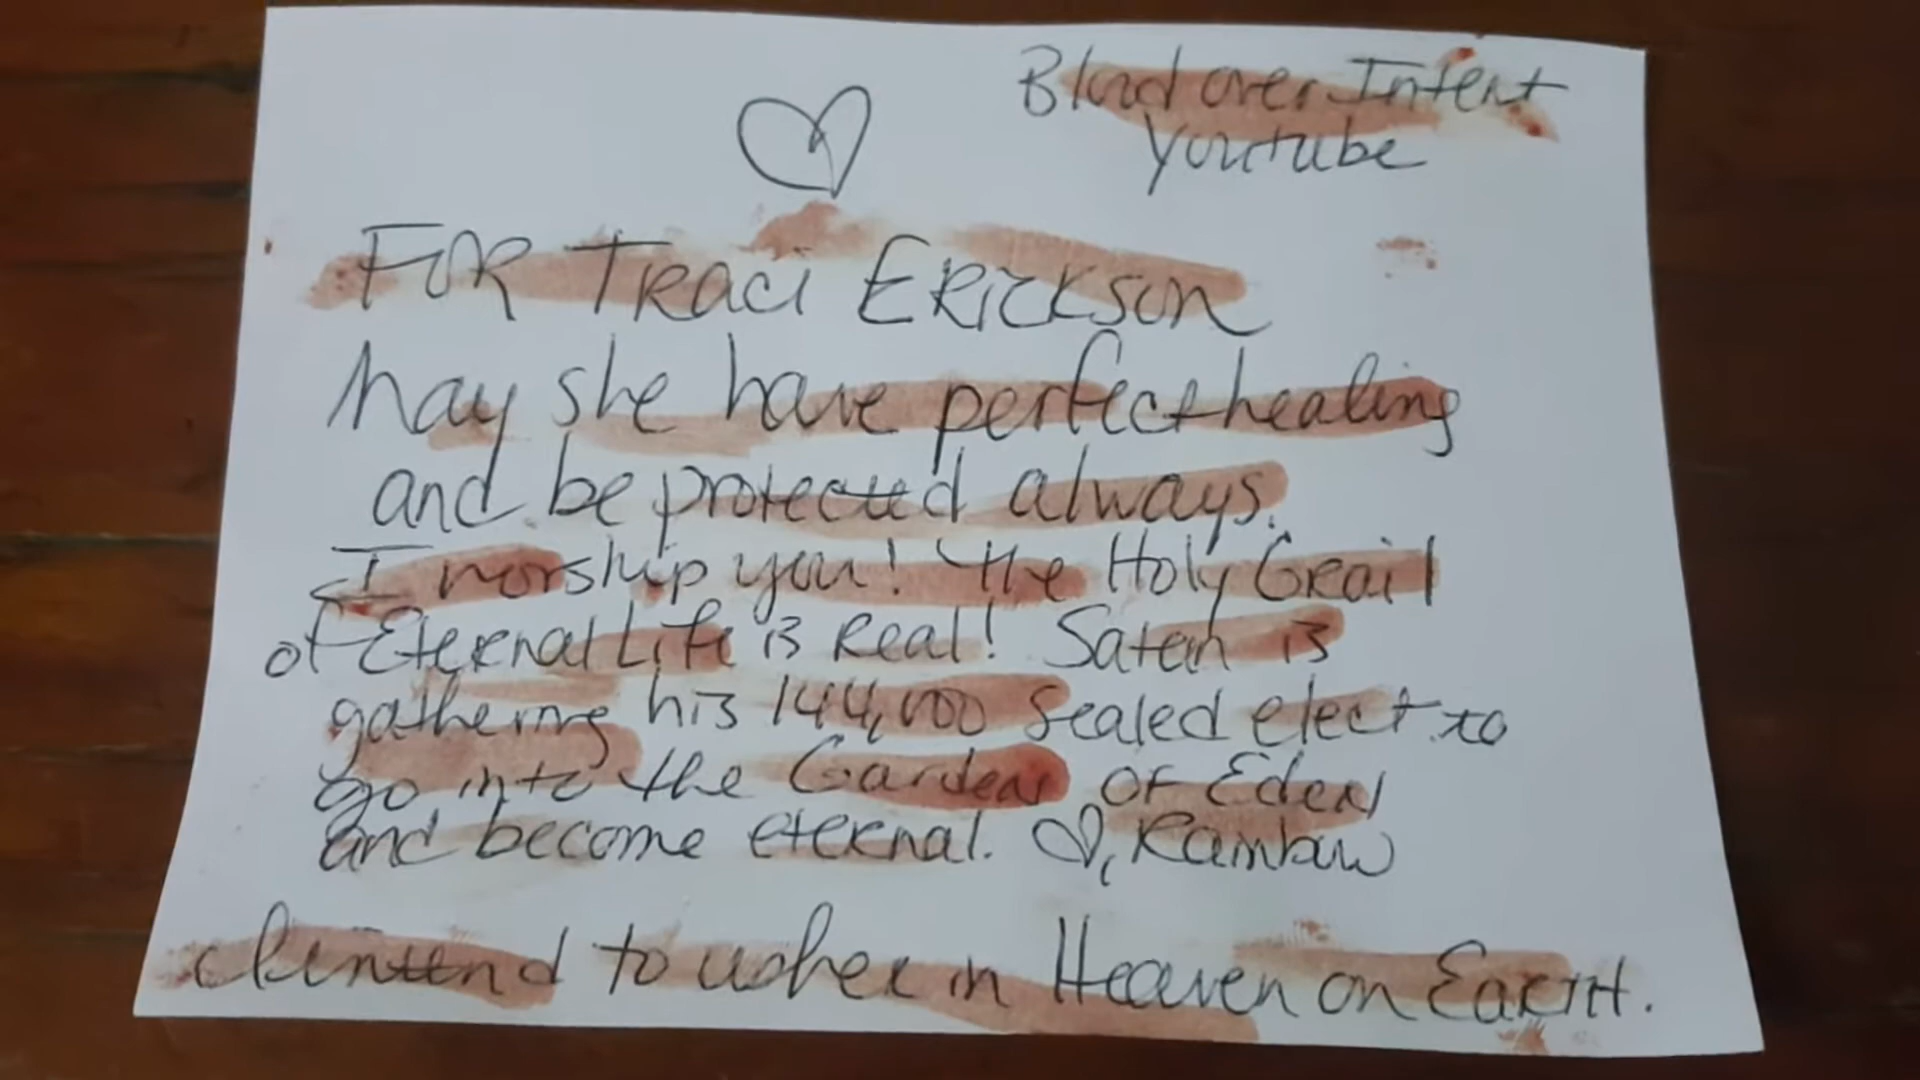 Blood over Intent
Youtube
FOR TRaci ERickson
May she have perfect healing
and be protected always.
I worship you! The Holy Grail
of Eternal Life is Real! Satan is
gathering his 144,000 sealed elect to
go into the Garden of Eden
and become eternal. ♡, Rainbow
I intend to usher in Heaven on EaRtH.